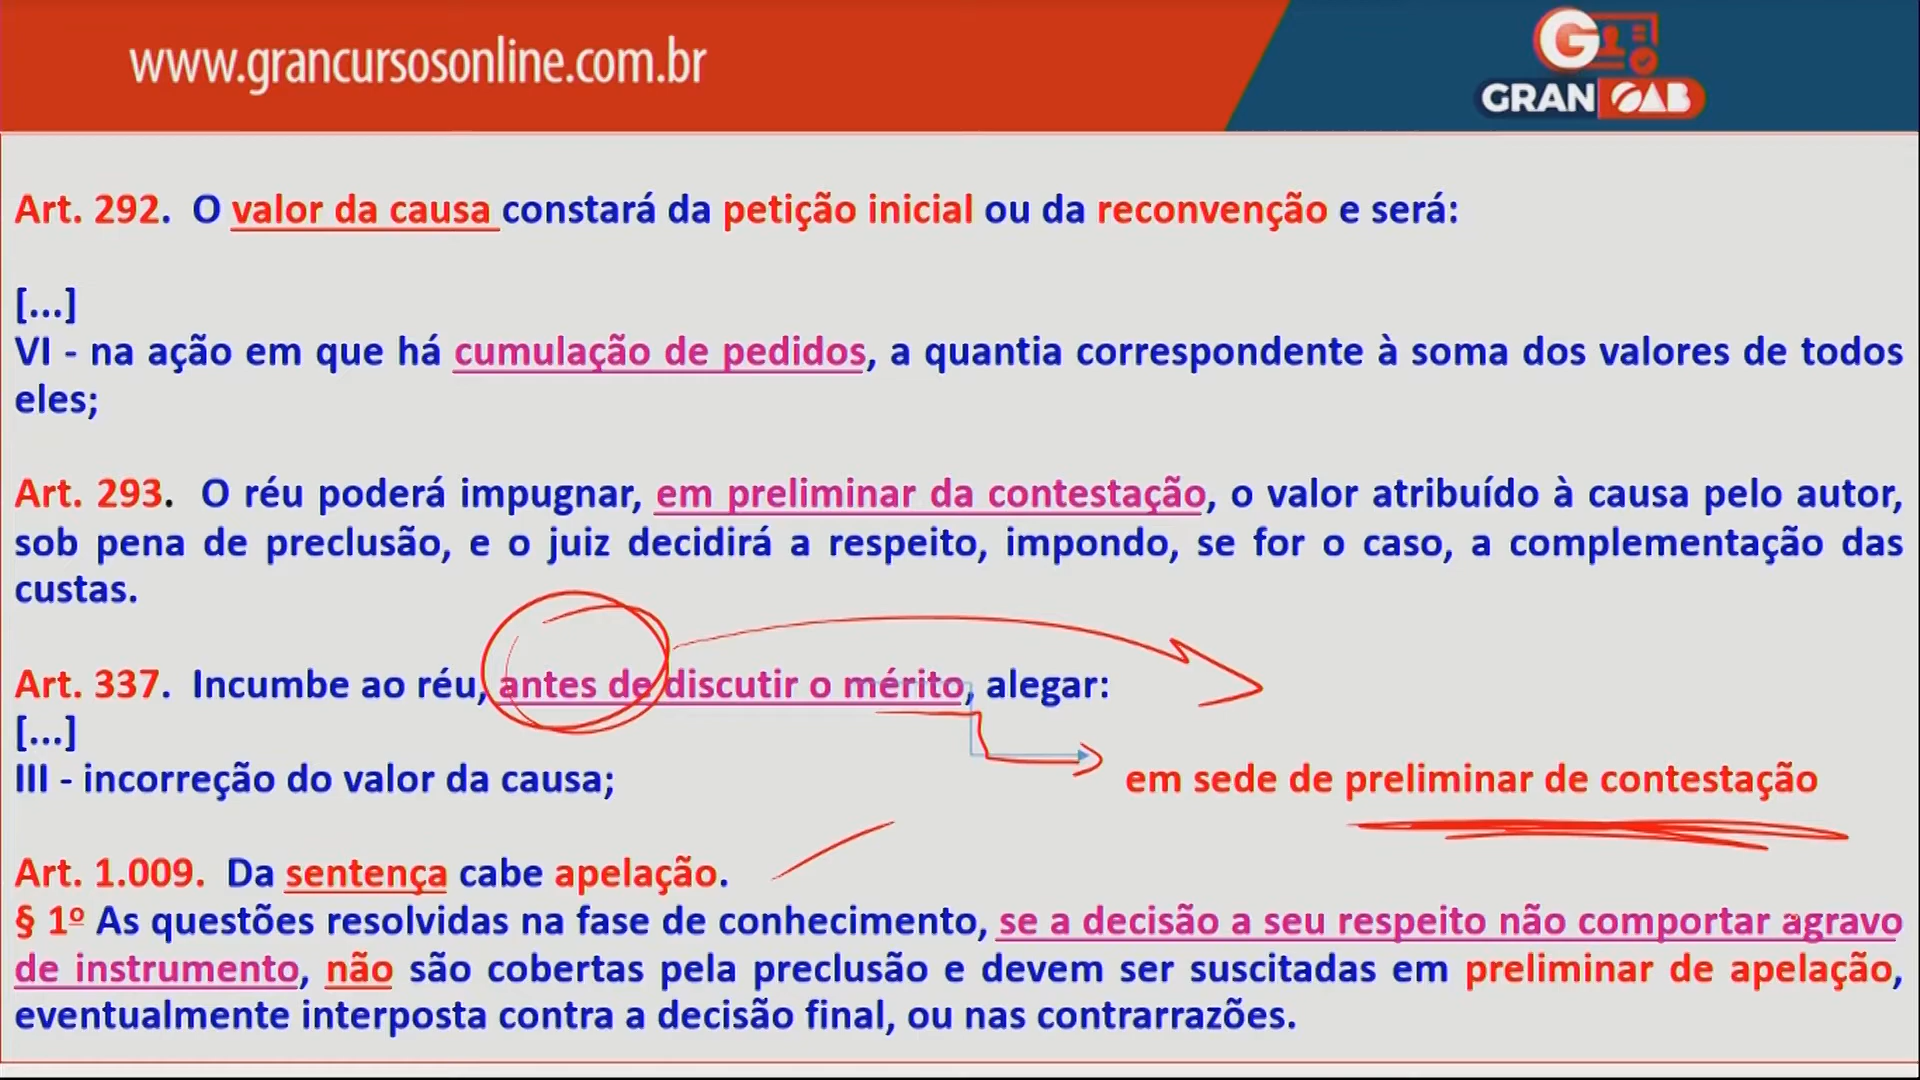 www.grancursosonline.com.br
G
GRAN OAB
Art. 292. O valor da causa constará da petição inicial ou da reconvenção e será:
[...]
VI - na ação em que há cumulação de pedidos, a quantia correspondente à soma dos valores de todos
eles;
Art. 293. O réu poderá impugnar, em preliminar da contestação, o valor atribuído à causa pelo autor,
sob pena de preclusão, e o juiz decidirá a respeito, impondo, se for o caso, a complementação das
custas.
Art. 337. Incumbe ao réu, antes de discutir o mérito, alegar:
[...]
III - incorreção do valor da causa;
em sede de preliminar de contestação
Art. 1.009. Da sentença cabe apelação.
§ 1º As questões resolvidas na fase de conhecimento, se a decisão a seu respeito não comportar agravo
de instrumento, não são cobertas pela preclusão e devem ser suscitadas em preliminar de apelação,
eventualmente interposta contra a decisão final, ou nas contrarrazões.